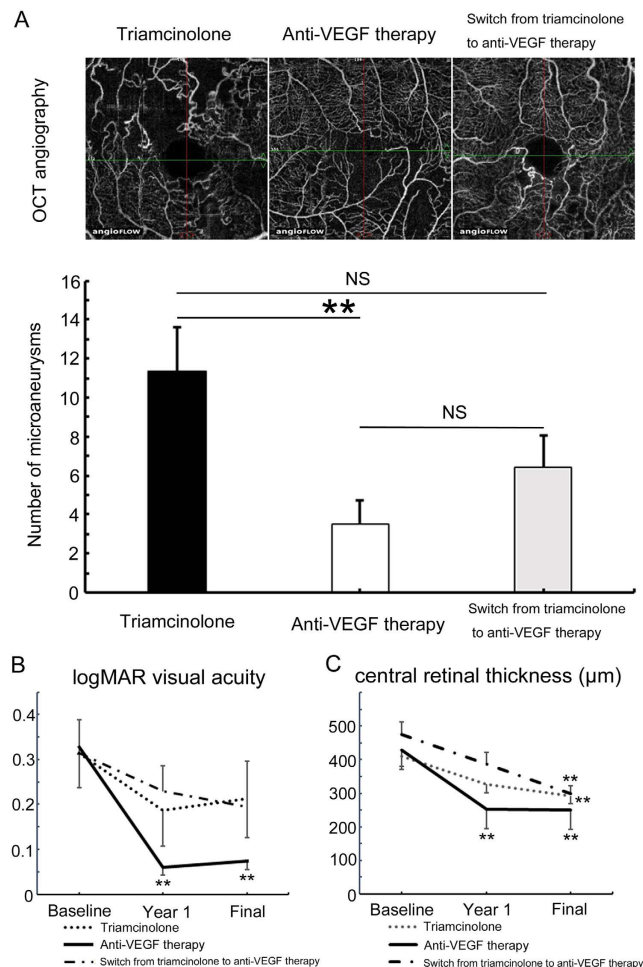 A
Triamcinolone
Anti-VEGF therapy
Switch from triamcinolone
to anti-VEGF therapy
OCT angiography
angioFLOW
angioFLOW
angioFLOW
Number of microaneurysms
16
14
12
10
8
6
4
2
0
NS
**
NS
Triamcinolone
Anti-VEGF therapy
Switch from triamcinolone
to anti-VEGF therapy
B
logMAR visual acuity
0.4
0.3
0.2
0.1
0
**
**
Baseline Year 1 Final
Triamcinolone
Anti-VEGF therapy
Switch from triamcinolone to anti-VEGF therapy
C
central retinal thickness (µm)
500
400
300
200
100
0
**
**
**
**
Baseline Year 1 Final
Triamcinolone
Anti-VEGF therapy
Switch from triamcinolone to anti-VEGF therapy